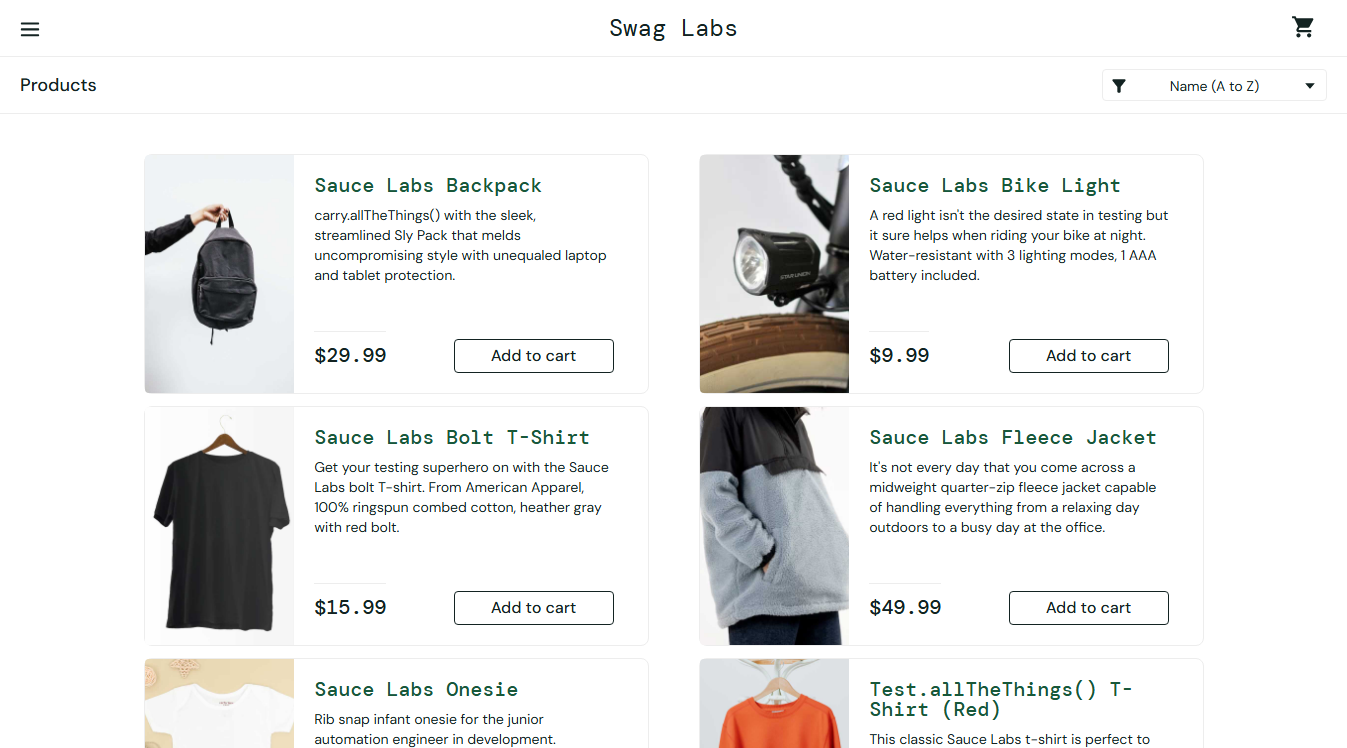 Swag Labs
Products
Name (A to Z)
Sauce Labs Backpack
carry.allTheThings() with the sleek,
streamlined Sly Pack that melds
uncompromising style with unequaled laptop
and tablet protection.
$29.99
Add to cart
Sauce Labs Bike Light
A red light isn't the desired state in testing but
it sure helps when riding your bike at night.
Water-resistant with 3 lighting modes, 1 AAA
battery included.
$9.99
Add to cart
STAR UNION
Sauce Labs Bolt T-Shirt
Get your testing superhero on with the Sauce
Labs bolt T-shirt. From American Apparel,
100% ringspun combed cotton, heather gray
with red bolt.
$15.99
Add to cart
Sauce Labs Fleece Jacket
It's not every day that you come across a
midweight quarter-zip fleece jacket capable
of handling everything from a relaxing day
outdoors to a busy day at the office.
$49.99
Add to cart
Sauce Labs Onesie
Rib snap infant onesie for the junior
automation engineer in development.
Test.allTheThings() T-
Shirt (Red)
This classic Sauce Labs t-shirt is perfect to